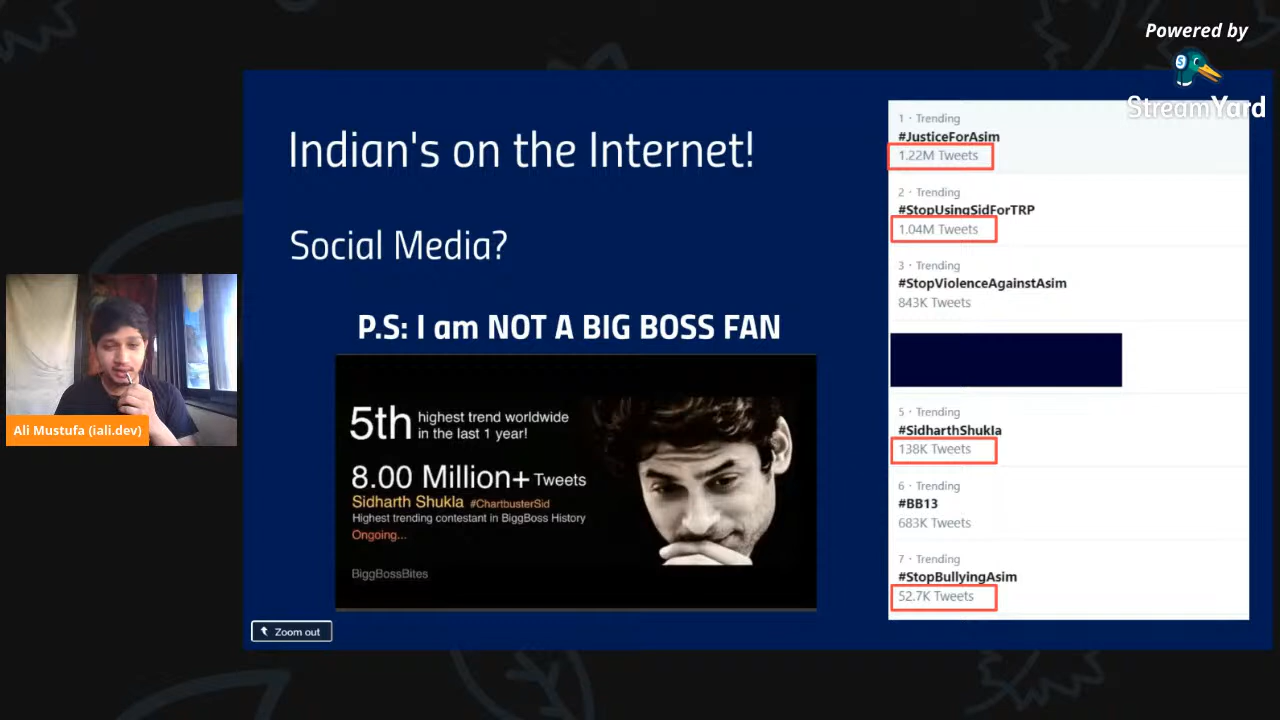 Powered by
StreamYard
Indian's on the Internet!
Social Media?
P.S: I am NOT A BIG BOSS FAN
5th highest trend worldwide
in the last 1 year!
8.00 Million+ Tweets
Sidharth Shukla #ChartbusterSid
Highest trending contestant in BiggBoss History
Ongoing...
BiggBossBites
Zoom out
1 · Trending
#JusticeForAsim
1.22M Tweets
2 · Trending
#StopUsingSidForTRP
1.04M Tweets
3 · Trending
#StopViolenceAgainstAsim
843K Tweets
5 · Trending
#SidharthShukla
138K Tweets
6 · Trending
#BB13
683K Tweets
7 · Trending
#StopBullyingAsim
52.7K Tweets
Ali Mustufa (iali.dev)